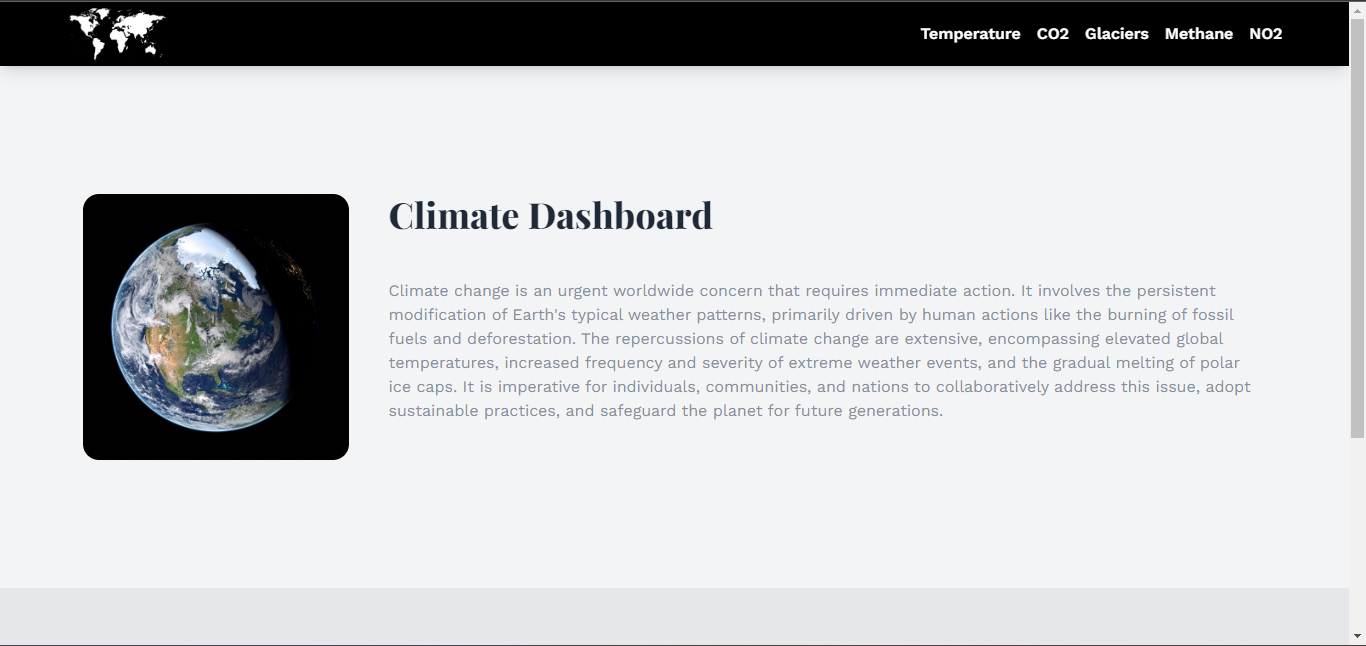 Temperature CO2 Glaciers Methane NO2
Climate Dashboard
Climate change is an urgent worldwide concern that requires immediate action. It involves the persistent
modification of Earth's typical weather patterns, primarily driven by human actions like the burning of fossil
fuels and deforestation. The repercussions of climate change are extensive, encompassing elevated global
temperatures, increased frequency and severity of extreme weather events, and the gradual melting of polar
ice caps. It is imperative for individuals, communities, and nations to collaboratively address this issue, adopt
sustainable practices, and safeguard the planet for future generations.